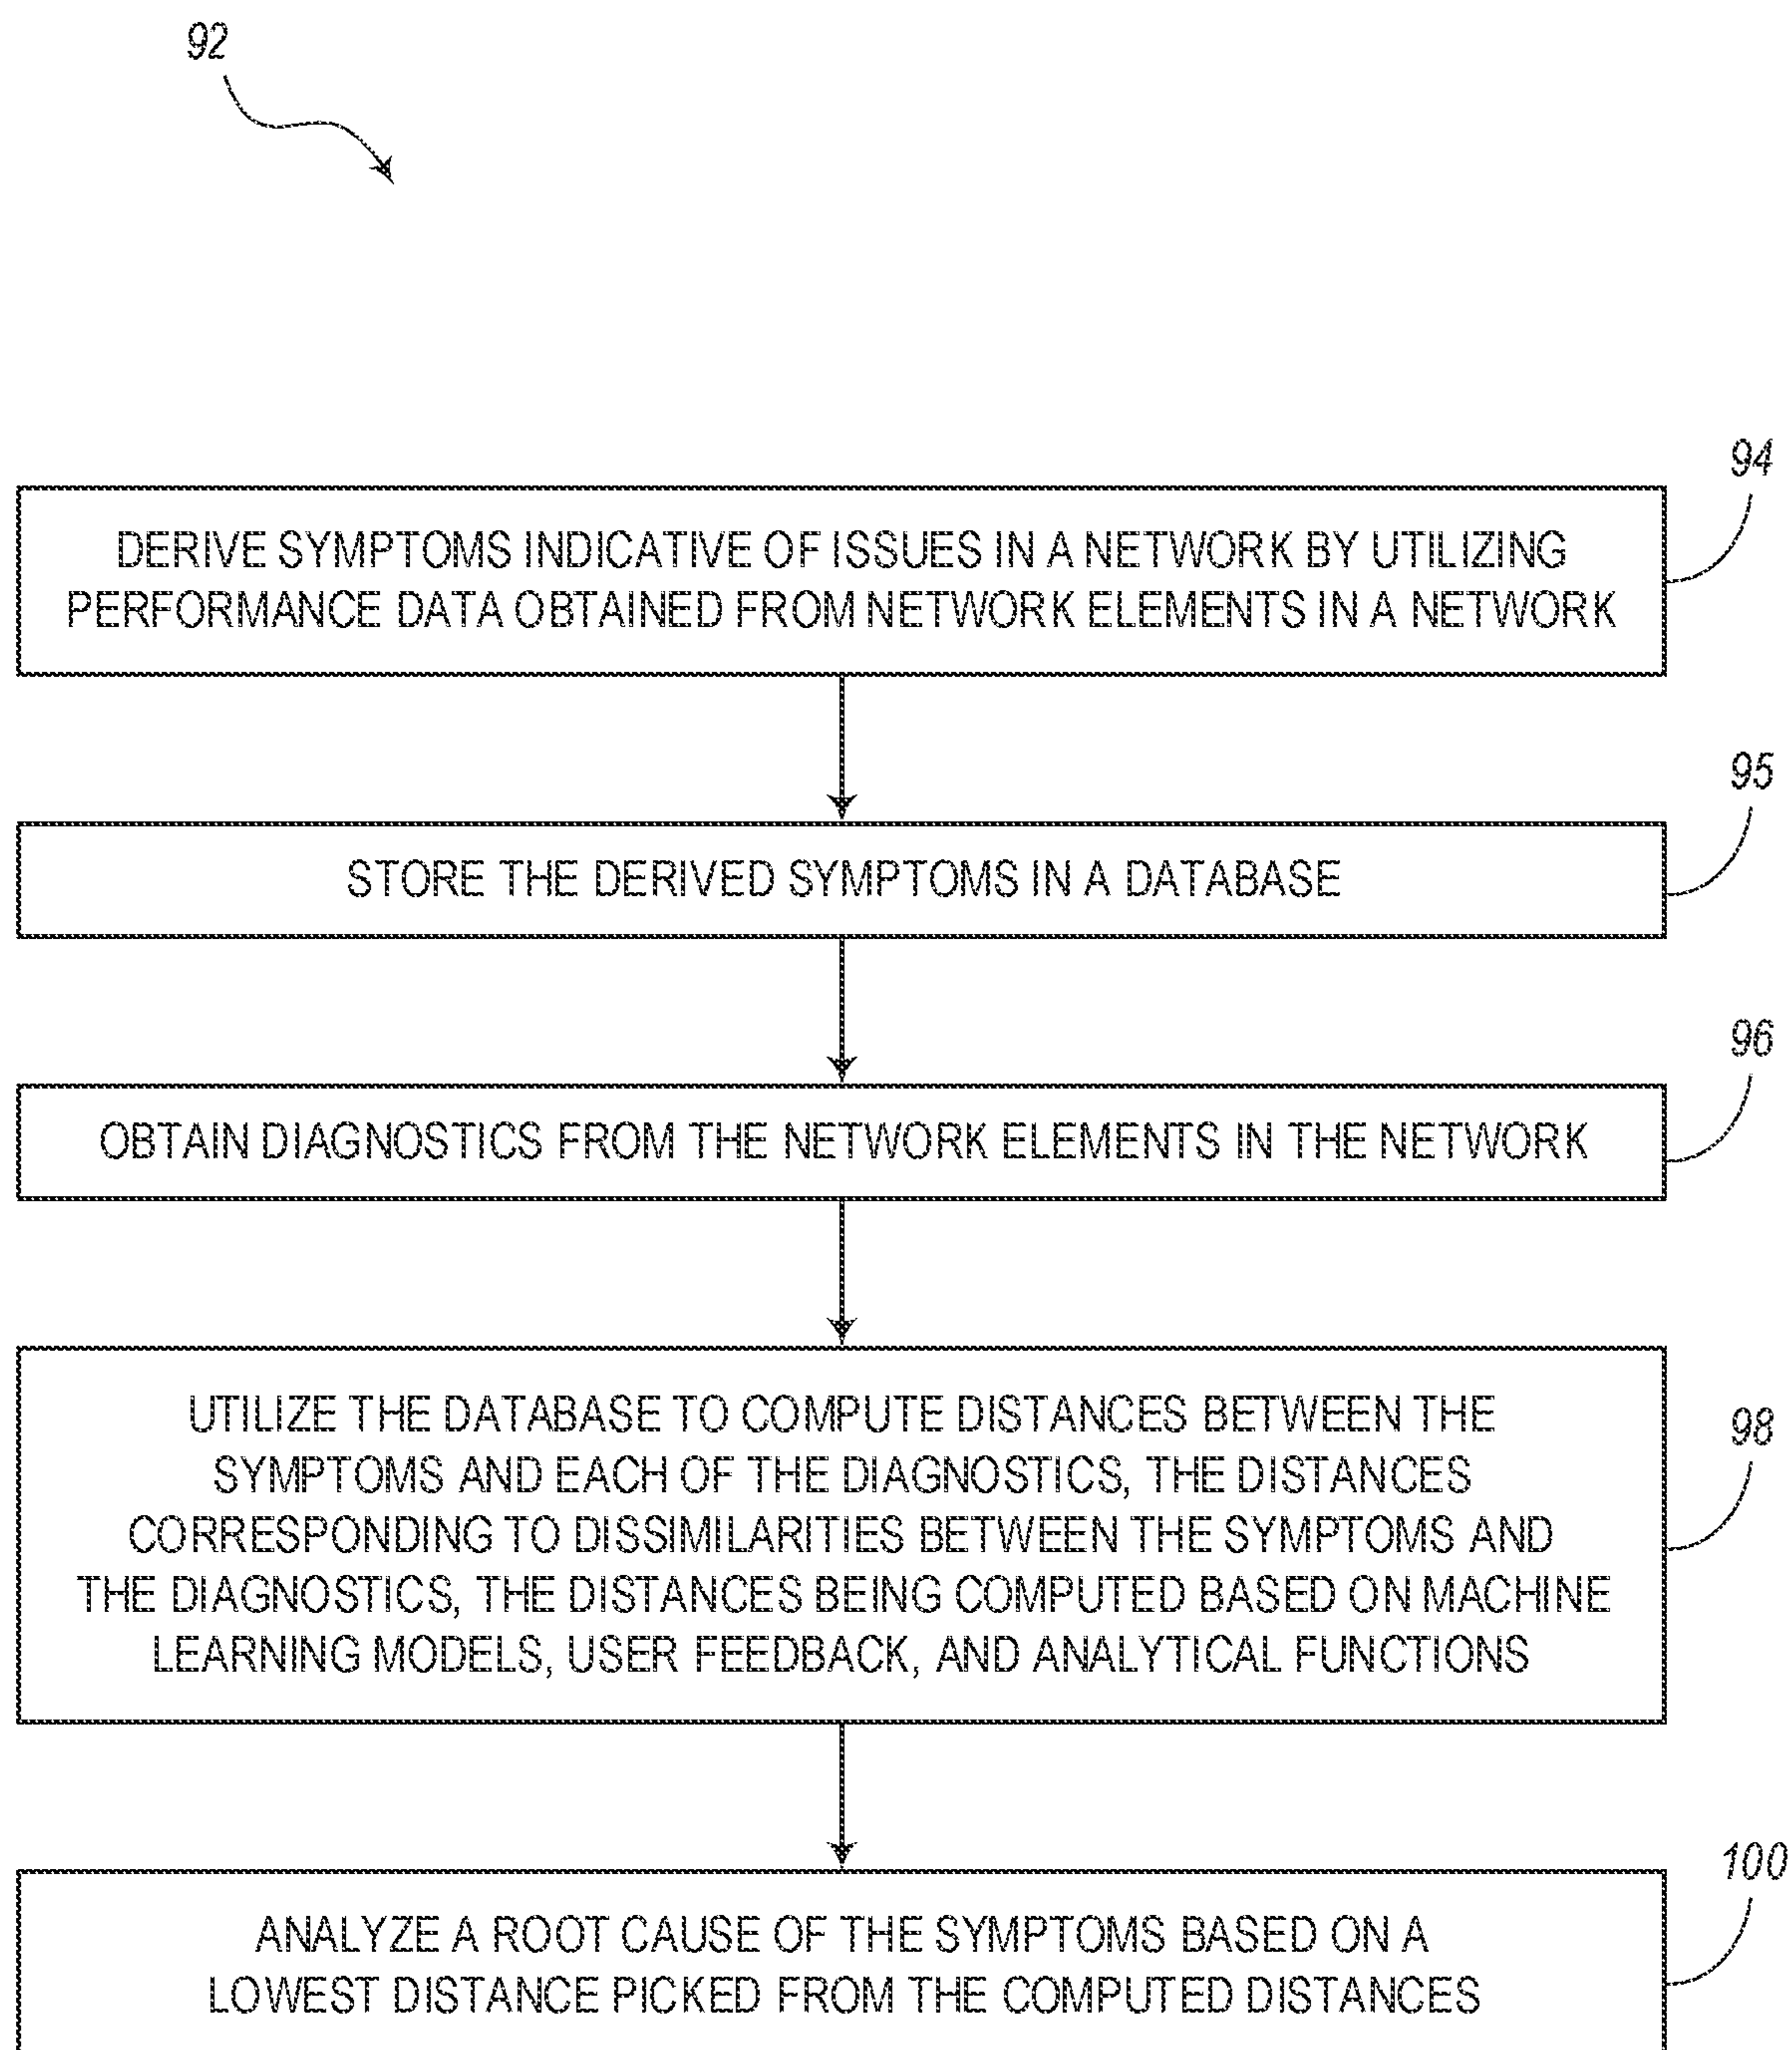 92
94
DERIVE SYMPTOMS INDICATIVE OF ISSUES IN A NETWORK BY UTILIZING
PERFORMANCE DATA OBTAINED FROM NETWORK ELEMENTS IN A NETWORK
95
STORE THE DERIVED SYMPTOMS IN A DATABASE
96
OBTAIN DIAGNOSTICS FROM THE NETWORK ELEMENTS IN THE NETWORK
98
UTILIZE THE DATABASE TO COMPUTE DISTANCES BETWEEN THE
SYMPTOMS AND EACH OF THE DIAGNOSTICS, THE DISTANCES
CORRESPONDING TO DISSIMILARITIES BETWEEN THE SYMPTOMS AND
THE DIAGNOSTICS, THE DISTANCES BEING COMPUTED BASED ON MACHINE
LEARNING MODELS, USER FEEDBACK, AND ANALYTICAL FUNCTIONS
100
ANALYZE A ROOT CAUSE OF THE SYMPTOMS BASED ON A
LOWEST DISTANCE PICKED FROM THE COMPUTED DISTANCES